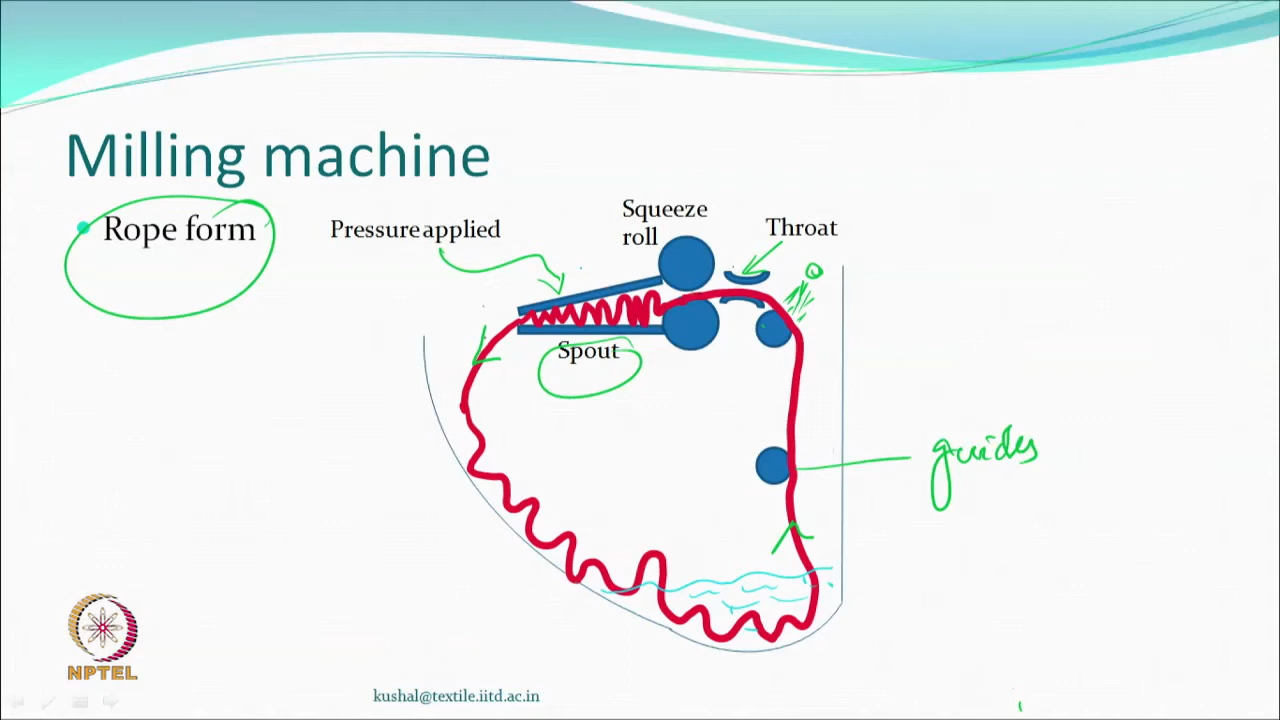 Milling machine
Rope form
Pressure applied
Squeeze
roll
Throat
Spout
guides
NPTEL
kushal@textile.iitd.ac.in